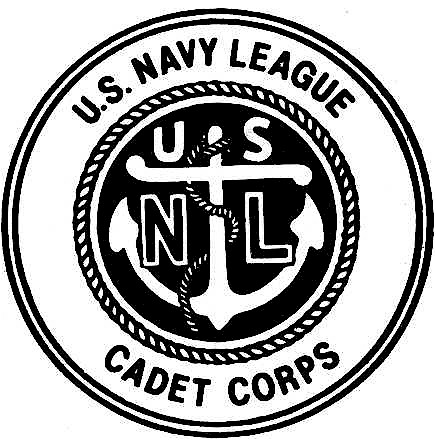 U.S. NAVY LEAGUE
U S
N L
CADET CORPS